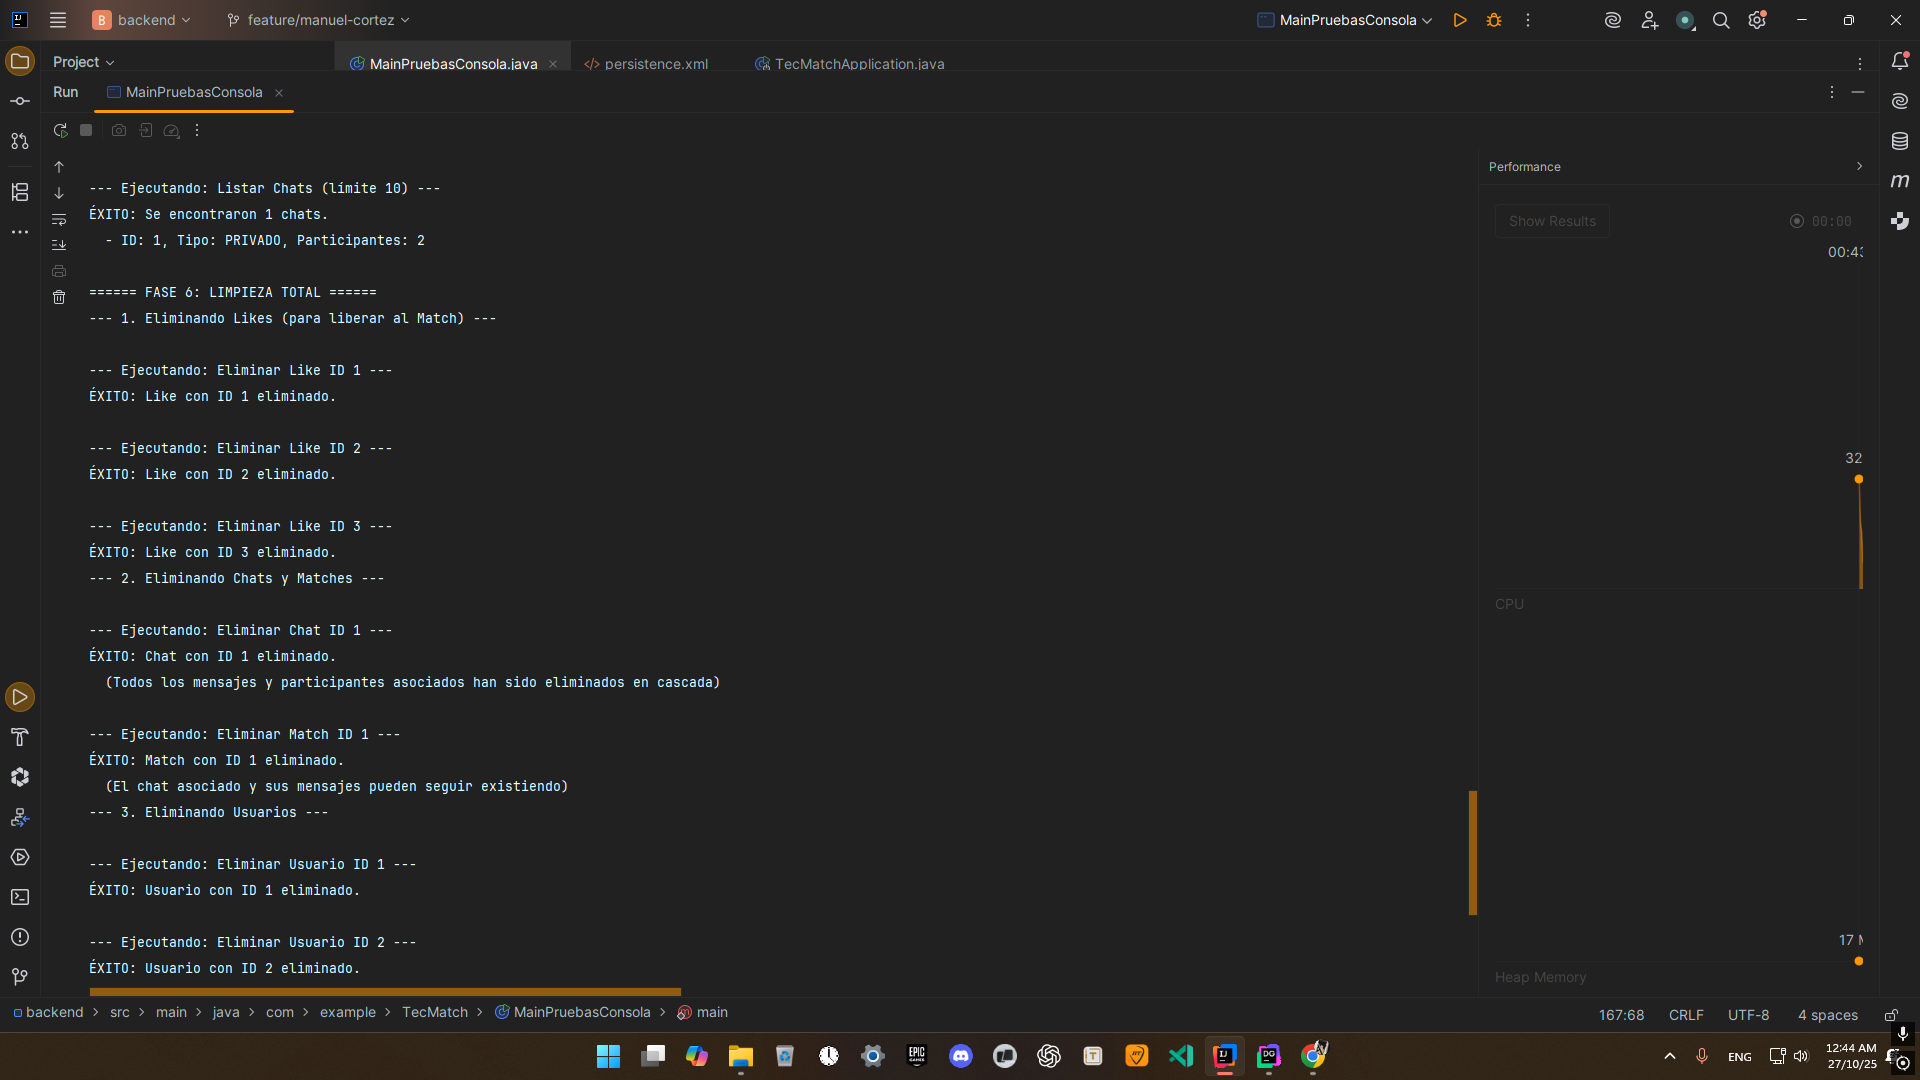 B backend feature/manuel-cortez MainPruebasConsola
Project MainPruebasConsola.java persistence.xml TecMatchApplication.java
Run MainPruebasConsola
--- Ejecutando: Listar Chats (límite 10) ---
ÉXITO: Se encontraron 1 chats.
- ID: 1, Tipo: PRIVADO, Participantes: 2
====== FASE 6: LIMPIEZA TOTAL ======
--- 1. Eliminando Likes (para liberar al Match) ---
--- Ejecutando: Eliminar Like ID 1 ---
ÉXITO: Like con ID 1 eliminado.
--- Ejecutando: Eliminar Like ID 2 ---
ÉXITO: Like con ID 2 eliminado.
--- Ejecutando: Eliminar Like ID 3 ---
ÉXITO: Like con ID 3 eliminado.
--- 2. Eliminando Chats y Matches ---
--- Ejecutando: Eliminar Chat ID 1 ---
ÉXITO: Chat con ID 1 eliminado.
(Todos los mensajes y participantes asociados han sido eliminados en cascada)
--- Ejecutando: Eliminar Match ID 1 ---
ÉXITO: Match con ID 1 eliminado.
(El chat asociado y sus mensajes pueden seguir existiendo)
--- 3. Eliminando Usuarios ---
--- Ejecutando: Eliminar Usuario ID 1 ---
ÉXITO: Usuario con ID 1 eliminado.
--- Ejecutando: Eliminar Usuario ID 2 ---
ÉXITO: Usuario con ID 2 eliminado.
Performance
Show Results 00:00
00:43
32
CPU
17 M
Heap Memory
backend > src > main > java > com > example > TecMatch > MainPruebasConsola > main
167:68 CRLF UTF-8 4 spaces
ENG
12:44 AM
27/10/25